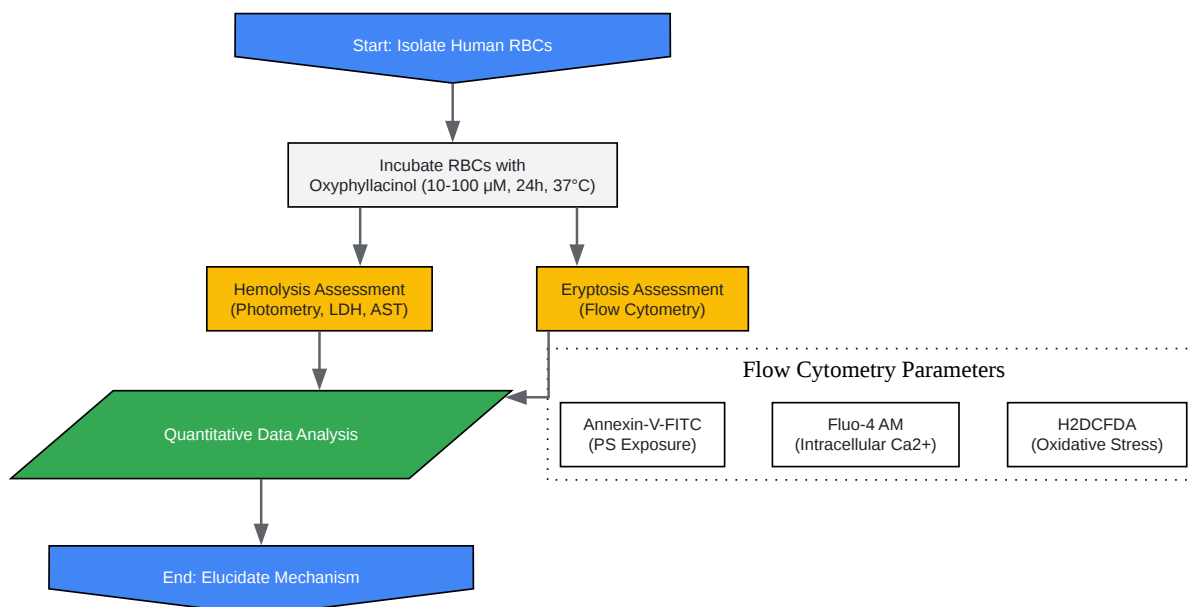 Start: Isolate Human RBCs
Incubate RBCs with
Oxyphyllacinol (10-100 μM, 24h, 37°C)
Hemolysis Assessment
(Photometry, LDH, AST)
Eryptosis Assessment
(Flow Cytometry)
Flow Cytometry Parameters
Annexin-V-FITC
(PS Exposure)
Fluo-4 AM
(Intracellular Ca2+)
H2DCFDA
(Oxidative Stress)
Quantitative Data Analysis
End: Elucidate Mechanism